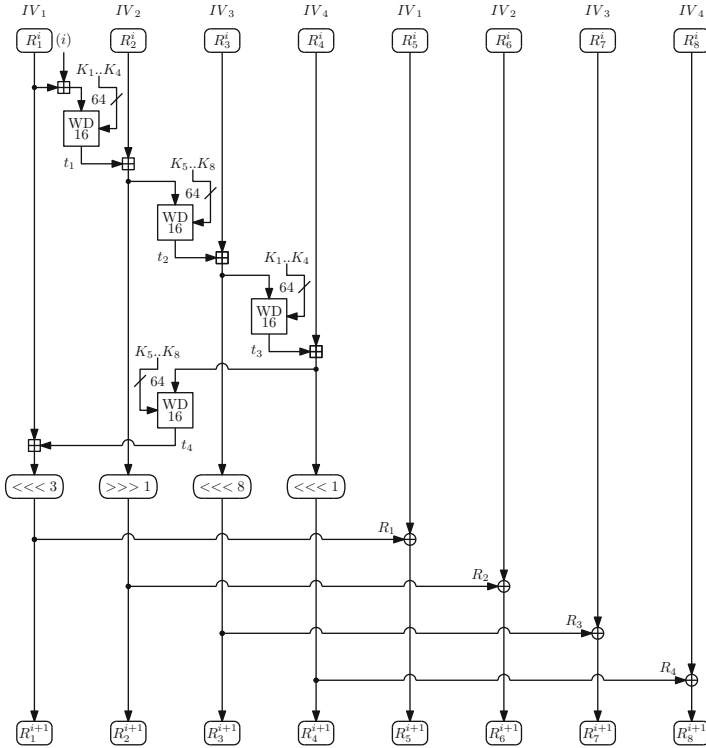 IV₁ IV₂ IV₃ IV₄ IV₁ IV₂ IV₃ IV₄
R₁ⁱ (i) R₂ⁱ R₃ⁱ R₄ⁱ R₅ⁱ R₆ⁱ R₇ⁱ R₈ⁱ
K₁..K₄
64
WD
16
t₁
K₅..K₈
64
WD
16
t₂
K₁..K₄
64
WD
16
t₃
K₅..K₈
64
WD
16
t₄
<<< 3 >>> 1 <<< 8 <<< 1
R₁
R₂
R₃
R₄
R₁ⁱ⁺¹ R₂ⁱ⁺¹ R₃ⁱ⁺¹ R₄ⁱ⁺¹ R₅ⁱ⁺¹ R₆ⁱ⁺¹ R₇ⁱ⁺¹ R₈ⁱ⁺¹